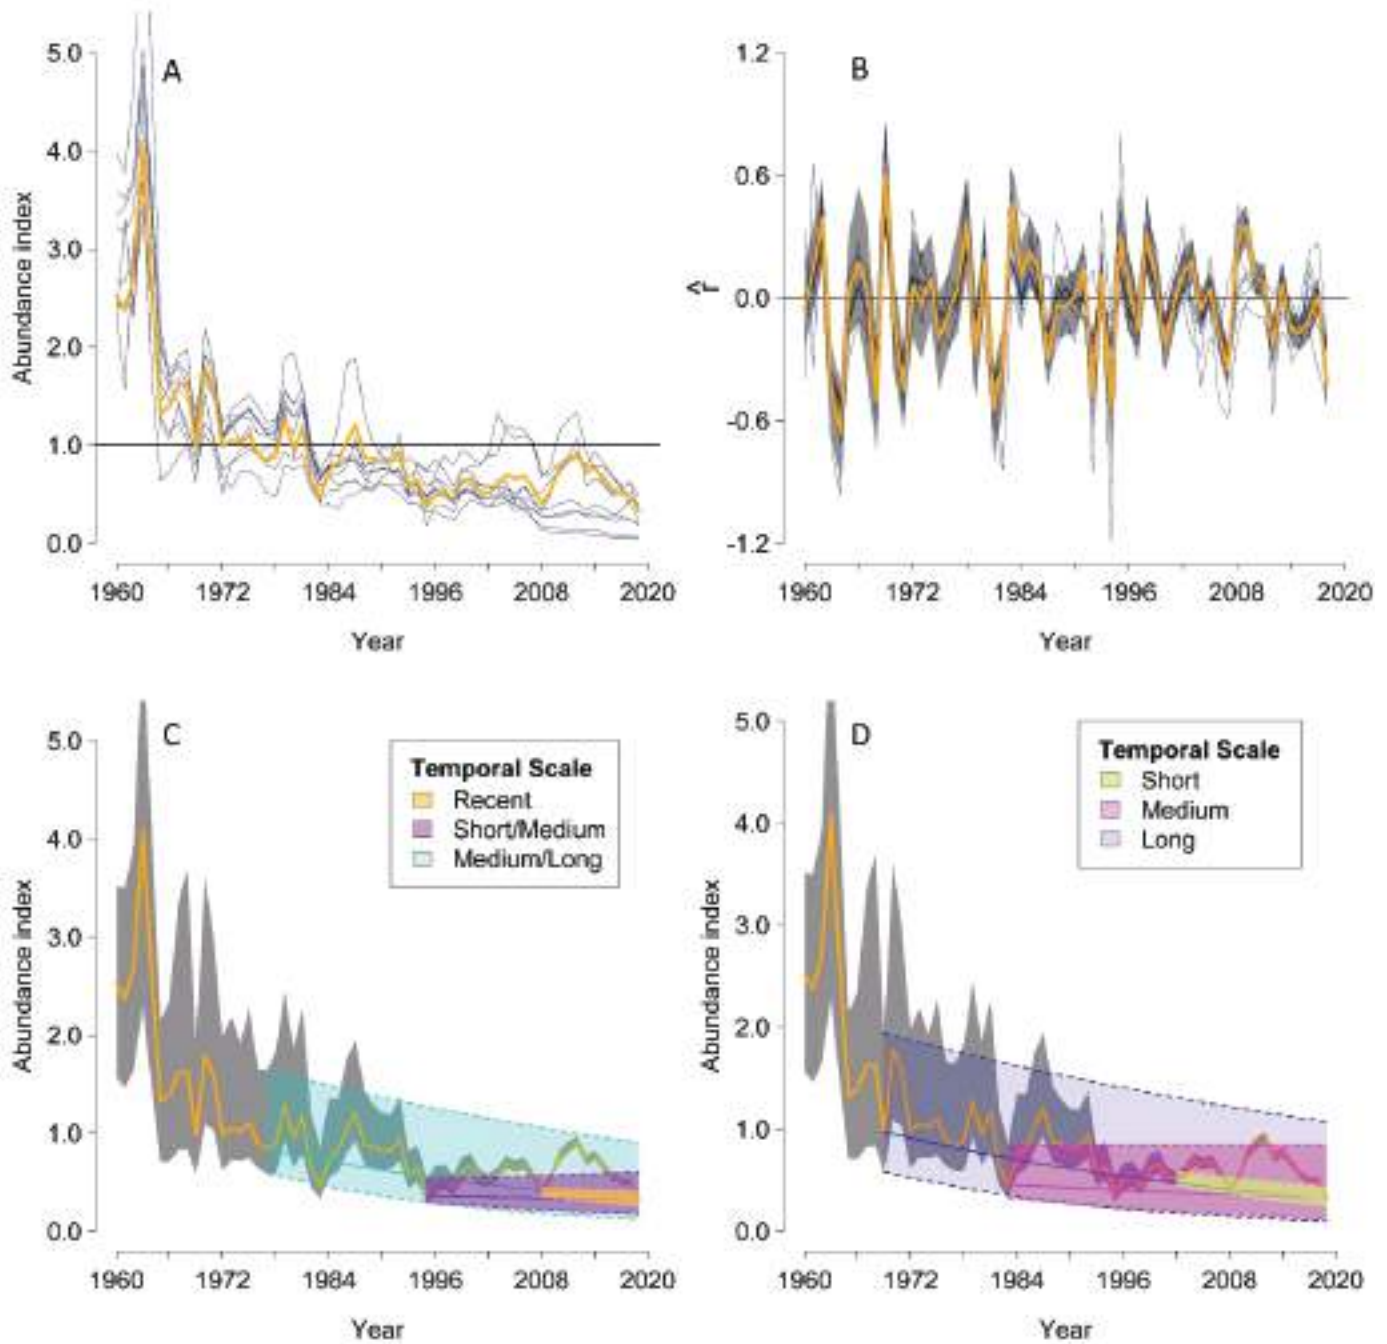 A
Abundance index
5.0
4.0
3.0
2.0
1.0
0.0
1960 1972 1984 1996 2008 2020
Year
B
r̂
1.2
0.6
0.0
-0.6
-1.2
1960 1972 1984 1996 2008 2020
Year
C
Abundance index
5.0
4.0
3.0
2.0
1.0
0.0
Temporal Scale
Recent
Short/Medium
Medium/Long
1960 1972 1984 1996 2008 2020
Year
D
Abundance index
5.0
4.0
3.0
2.0
1.0
0.0
Temporal Scale
Short
Medium
Long
1960 1972 1984 1996 2008 2020
Year